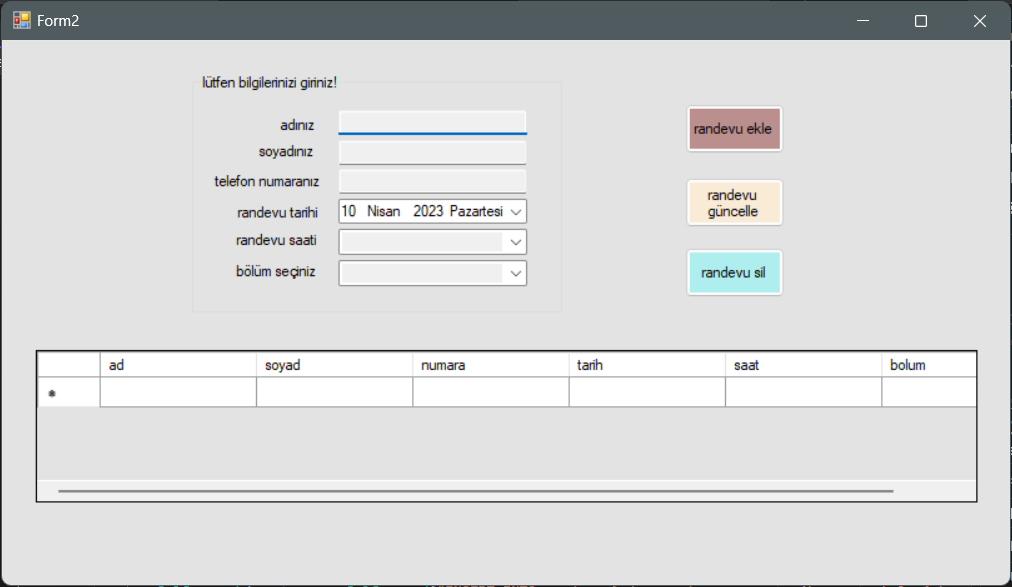 Form2
lütfen bilgilerinizi giriniz!
adınız
soyadınız
telefon numaranız
randevu tarihi
10 Nisan 2023 Pazartesi
randevu saati
bölüm seçiniz
randevu ekle
randevu
güncelle
randevu sil
ad soyad numara tarih saat bolum